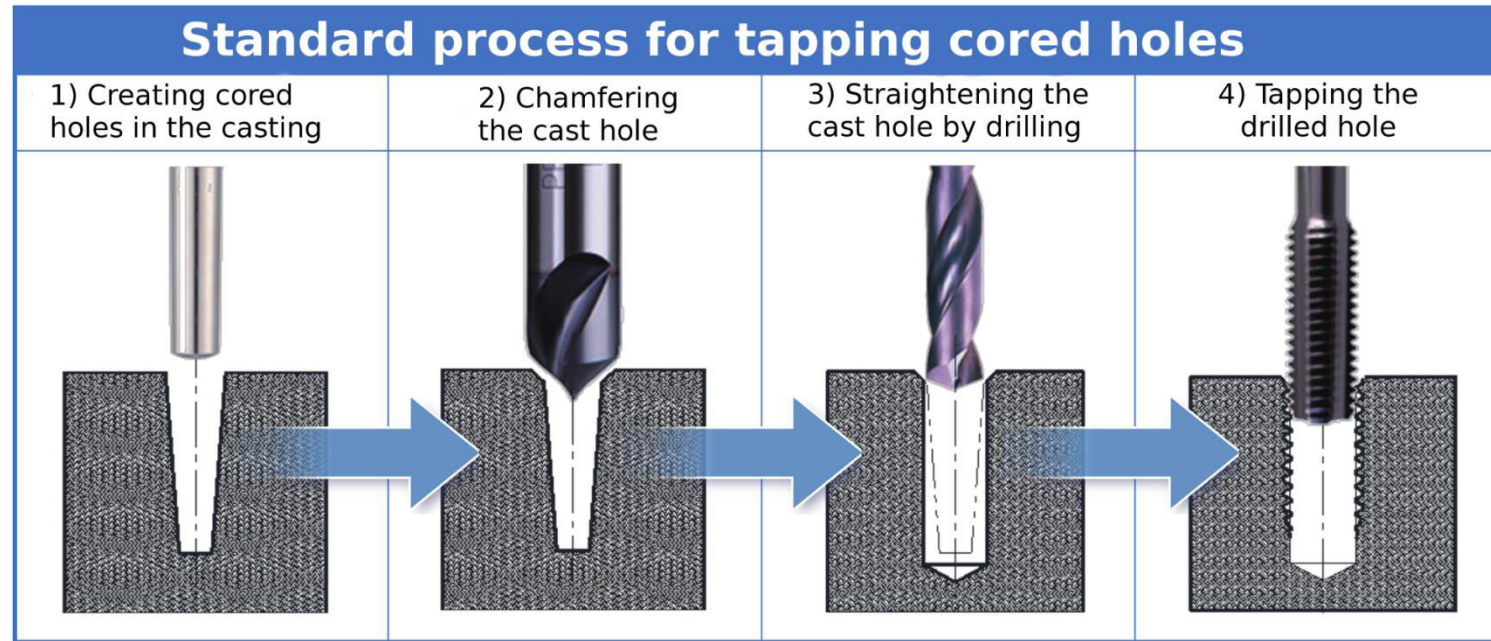 Standard process for tapping cored holes
1) Creating cored
holes in the casting
2) Chamfering
the cast hole
3) Straightening the
cast hole by drilling
4) Tapping the
drilled hole